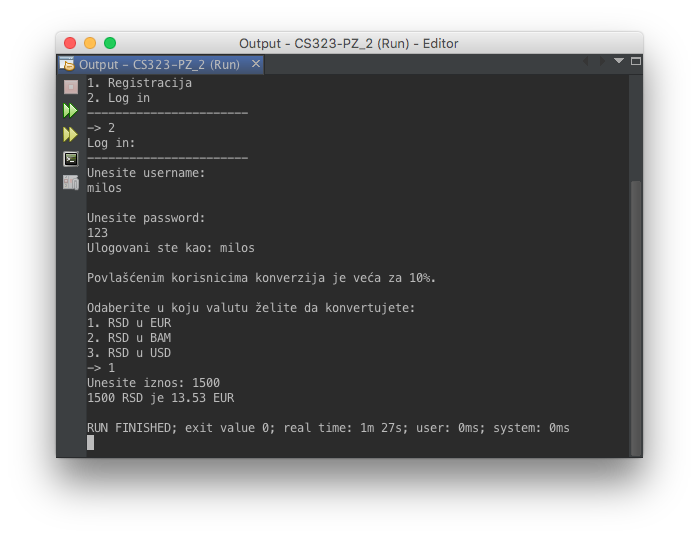 Output - CS323-PZ_2 (Run) - Editor
Output - CS323-PZ_2 (Run)
1. Registracija
2. Log in
-----------------------
-> 2
Log in:
-----------------------
Unesite username:
milos
Unesite password:
123
Ulogovani ste kao: milos
Povlašćenim korisnicima konverzija je veća za 10%.
Odaberite u koju valutu želite da konvertujete:
1. RSD u EUR
2. RSD u BAM
3. RSD u USD
-> 1
Unesite iznos: 1500
1500 RSD je 13.53 EUR
RUN FINISHED; exit value 0; real time: 1m 27s; user: 0ms; system: 0ms